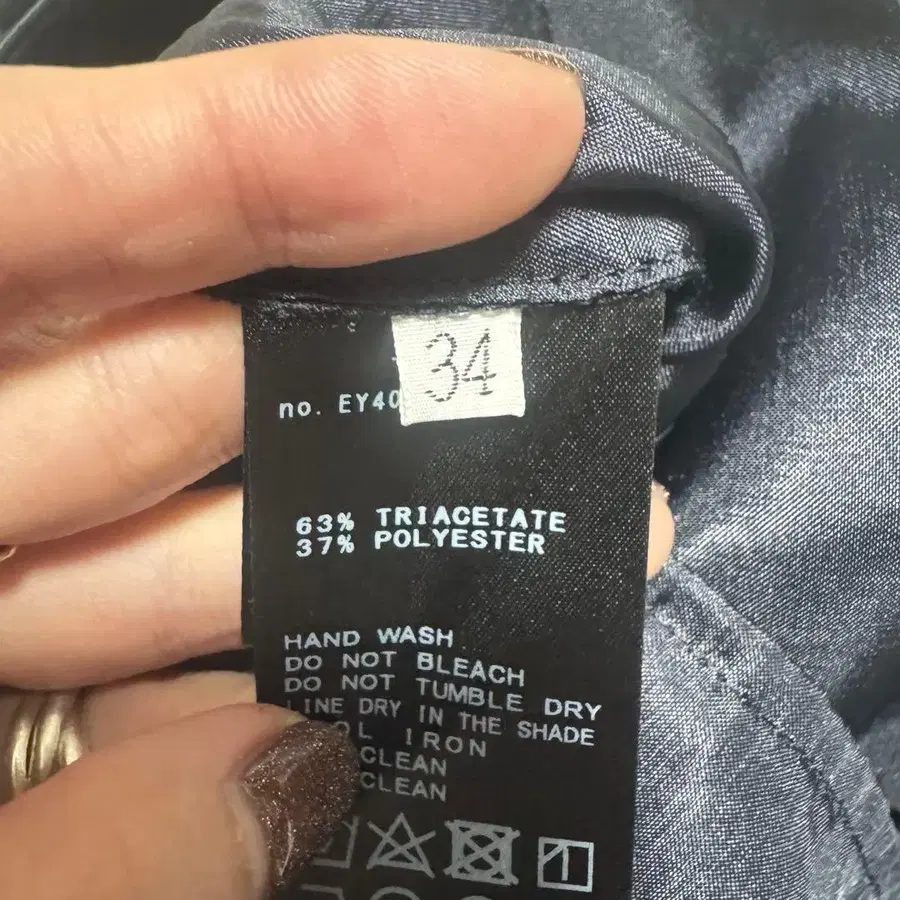 34
no. EY40
63% TRIACETATE
37% POLYESTER
HAND WASH
DO NOT BLEACH
DO NOT TUMBLE DRY
LINE DRY IN THE SHADE
IRON
CLEAN
CLEAN